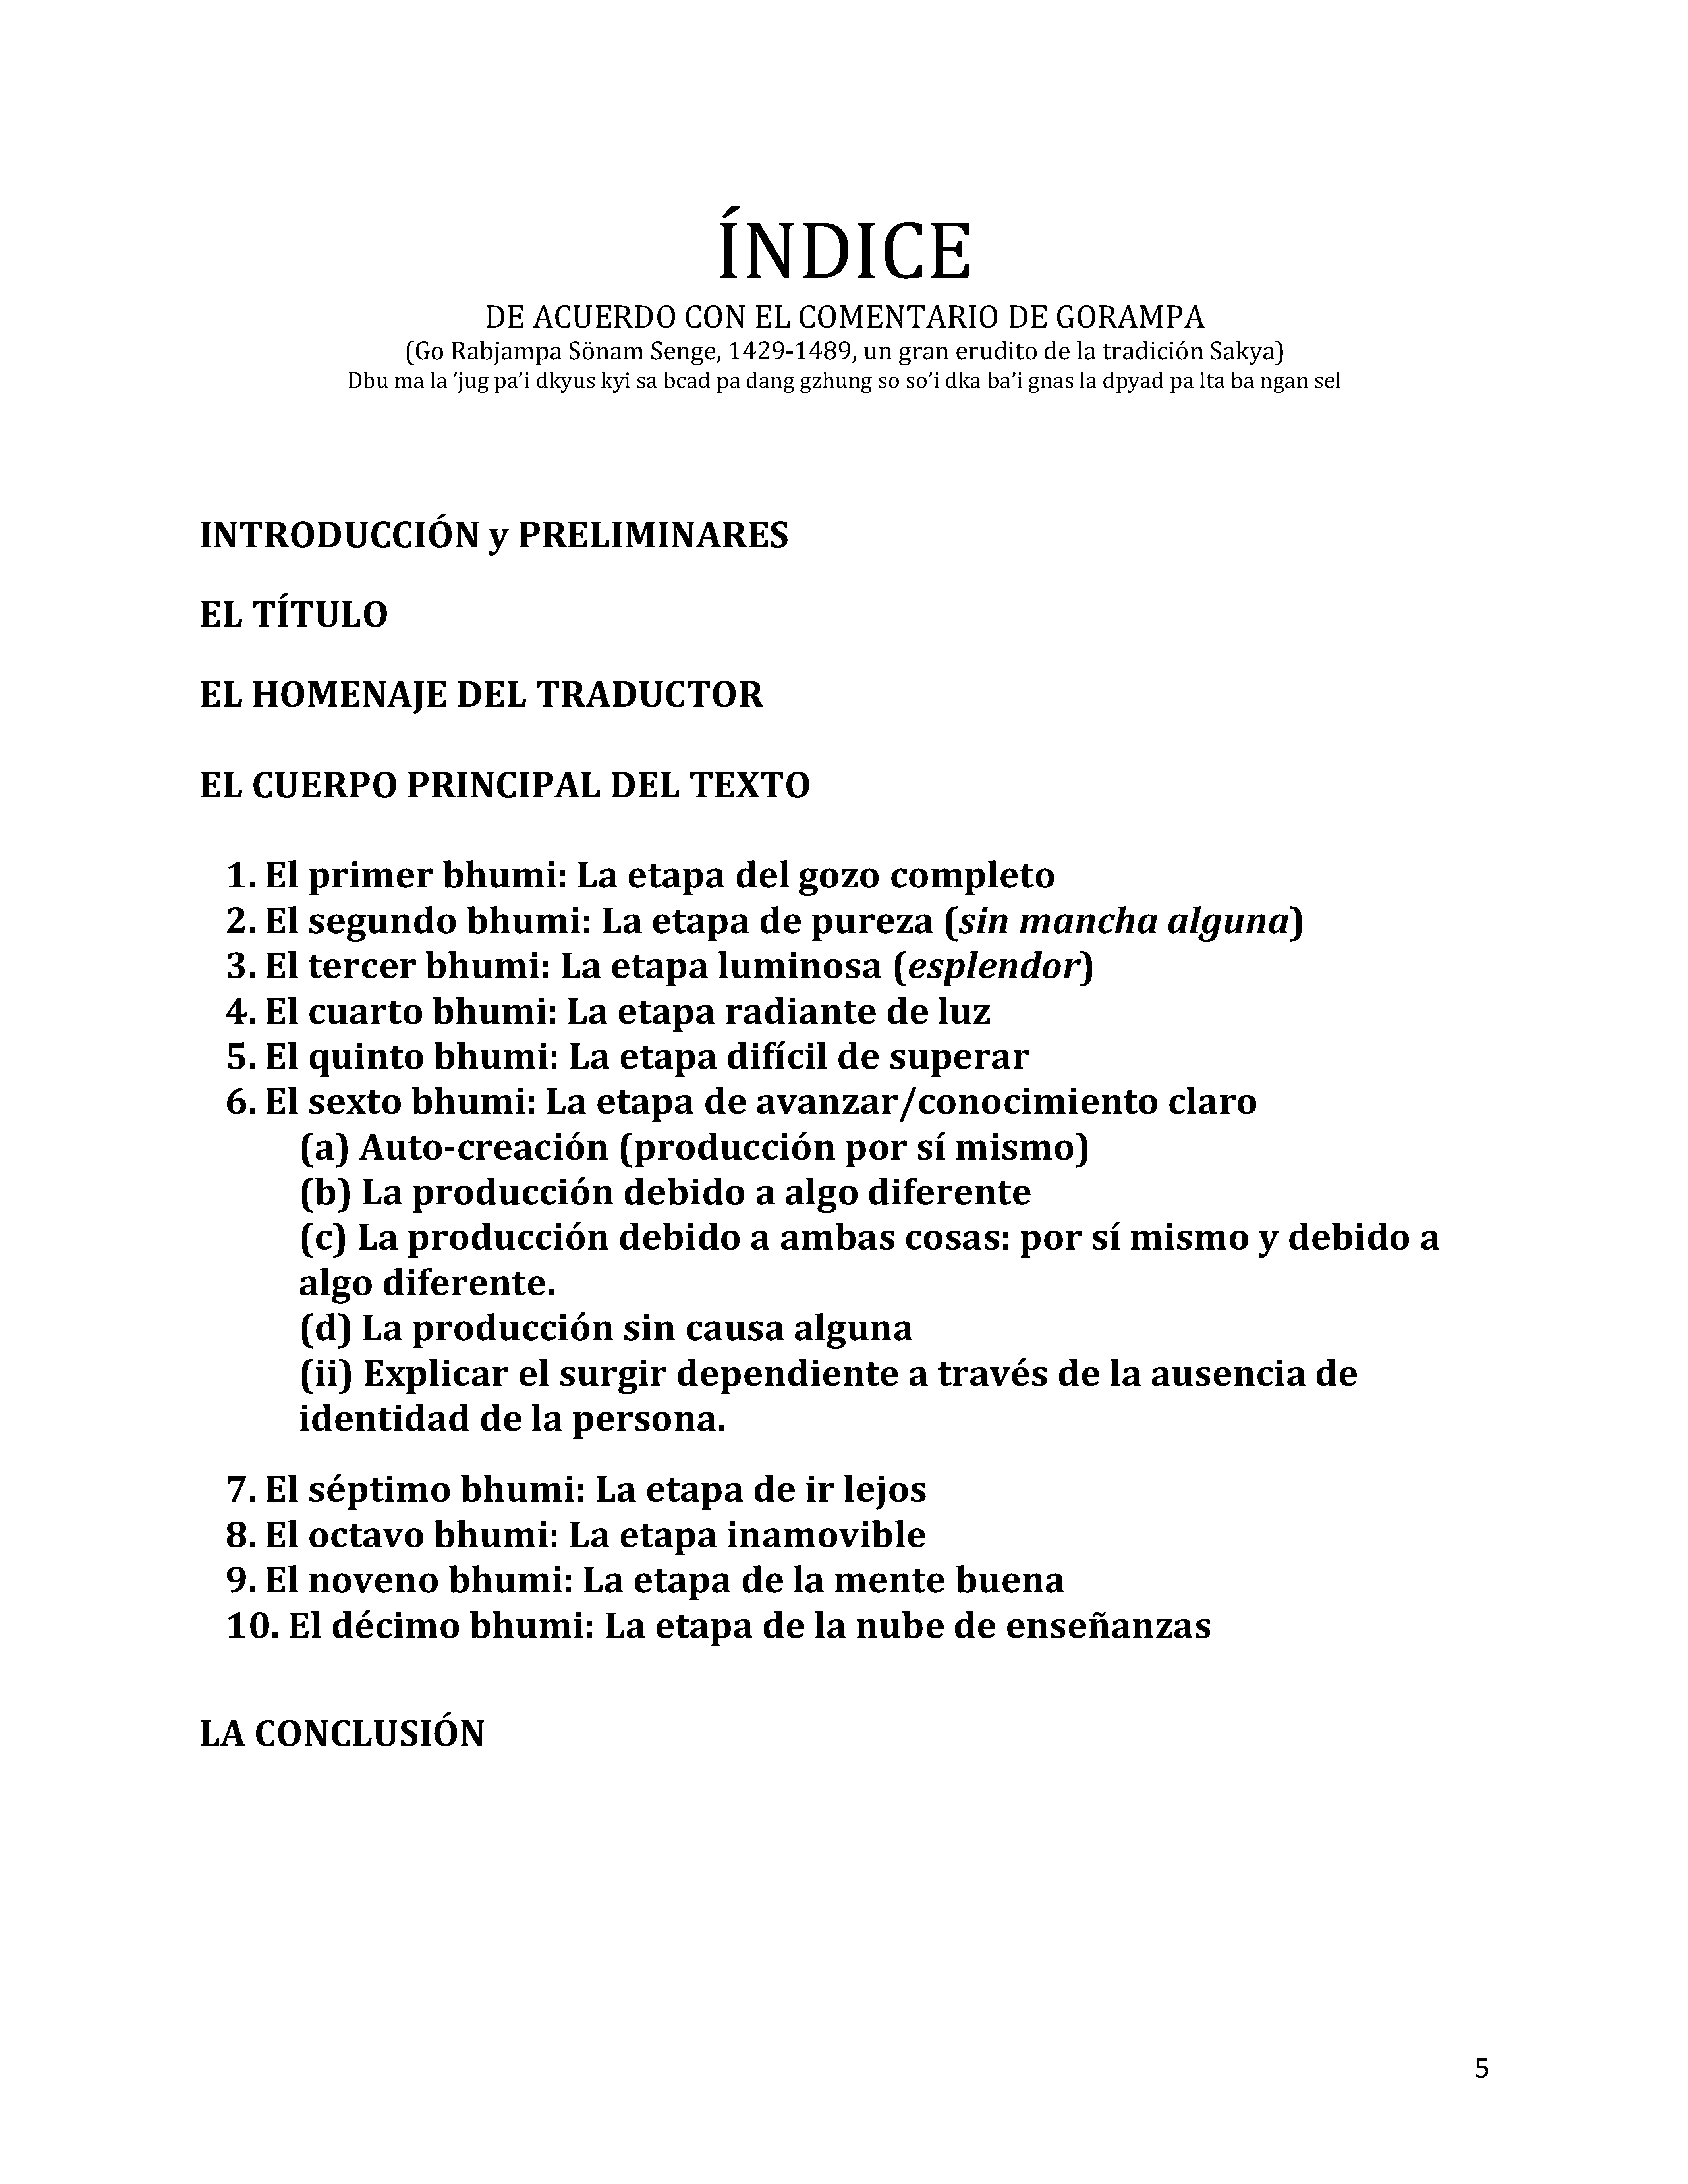 ÍNDICE
DE ACUERDO CON EL COMENTARIO DE GORAMPA
(Go Rabjampa Sönam Senge, 1429-1489, un gran erudito de la tradición Sakya)
Dbu ma la ’jug pa’i dkyus kyi sa bcad pa dang gzhung so so’i dka ba’i gnas la dpyad pa lta ba ngan sel
INTRODUCCIÓN y PRELIMINARES
EL TÍTULO
EL HOMENAJE DEL TRADUCTOR
EL CUERPO PRINCIPAL DEL TEXTO
1. El primer bhumi: La etapa del gozo completo
2. El segundo bhumi: La etapa de pureza (sin mancha alguna)
3. El tercer bhumi: La etapa luminosa (esplendor)
4. El cuarto bhumi: La etapa radiante de luz
5. El quinto bhumi: La etapa difícil de superar
6. El sexto bhumi: La etapa de avanzar/conocimiento claro
(a) Auto-creación (producción por sí mismo)
(b) La producción debido a algo diferente
(c) La producción debido a ambas cosas: por sí mismo y debido a
algo diferente.
(d) La producción sin causa alguna
(ii) Explicar el surgir dependiente a través de la ausencia de
identidad de la persona.
7. El séptimo bhumi: La etapa de ir lejos
8. El octavo bhumi: La etapa inamovible
9. El noveno bhumi: La etapa de la mente buena
10. El décimo bhumi: La etapa de la nube de enseñanzas
LA CONCLUSIÓN
5